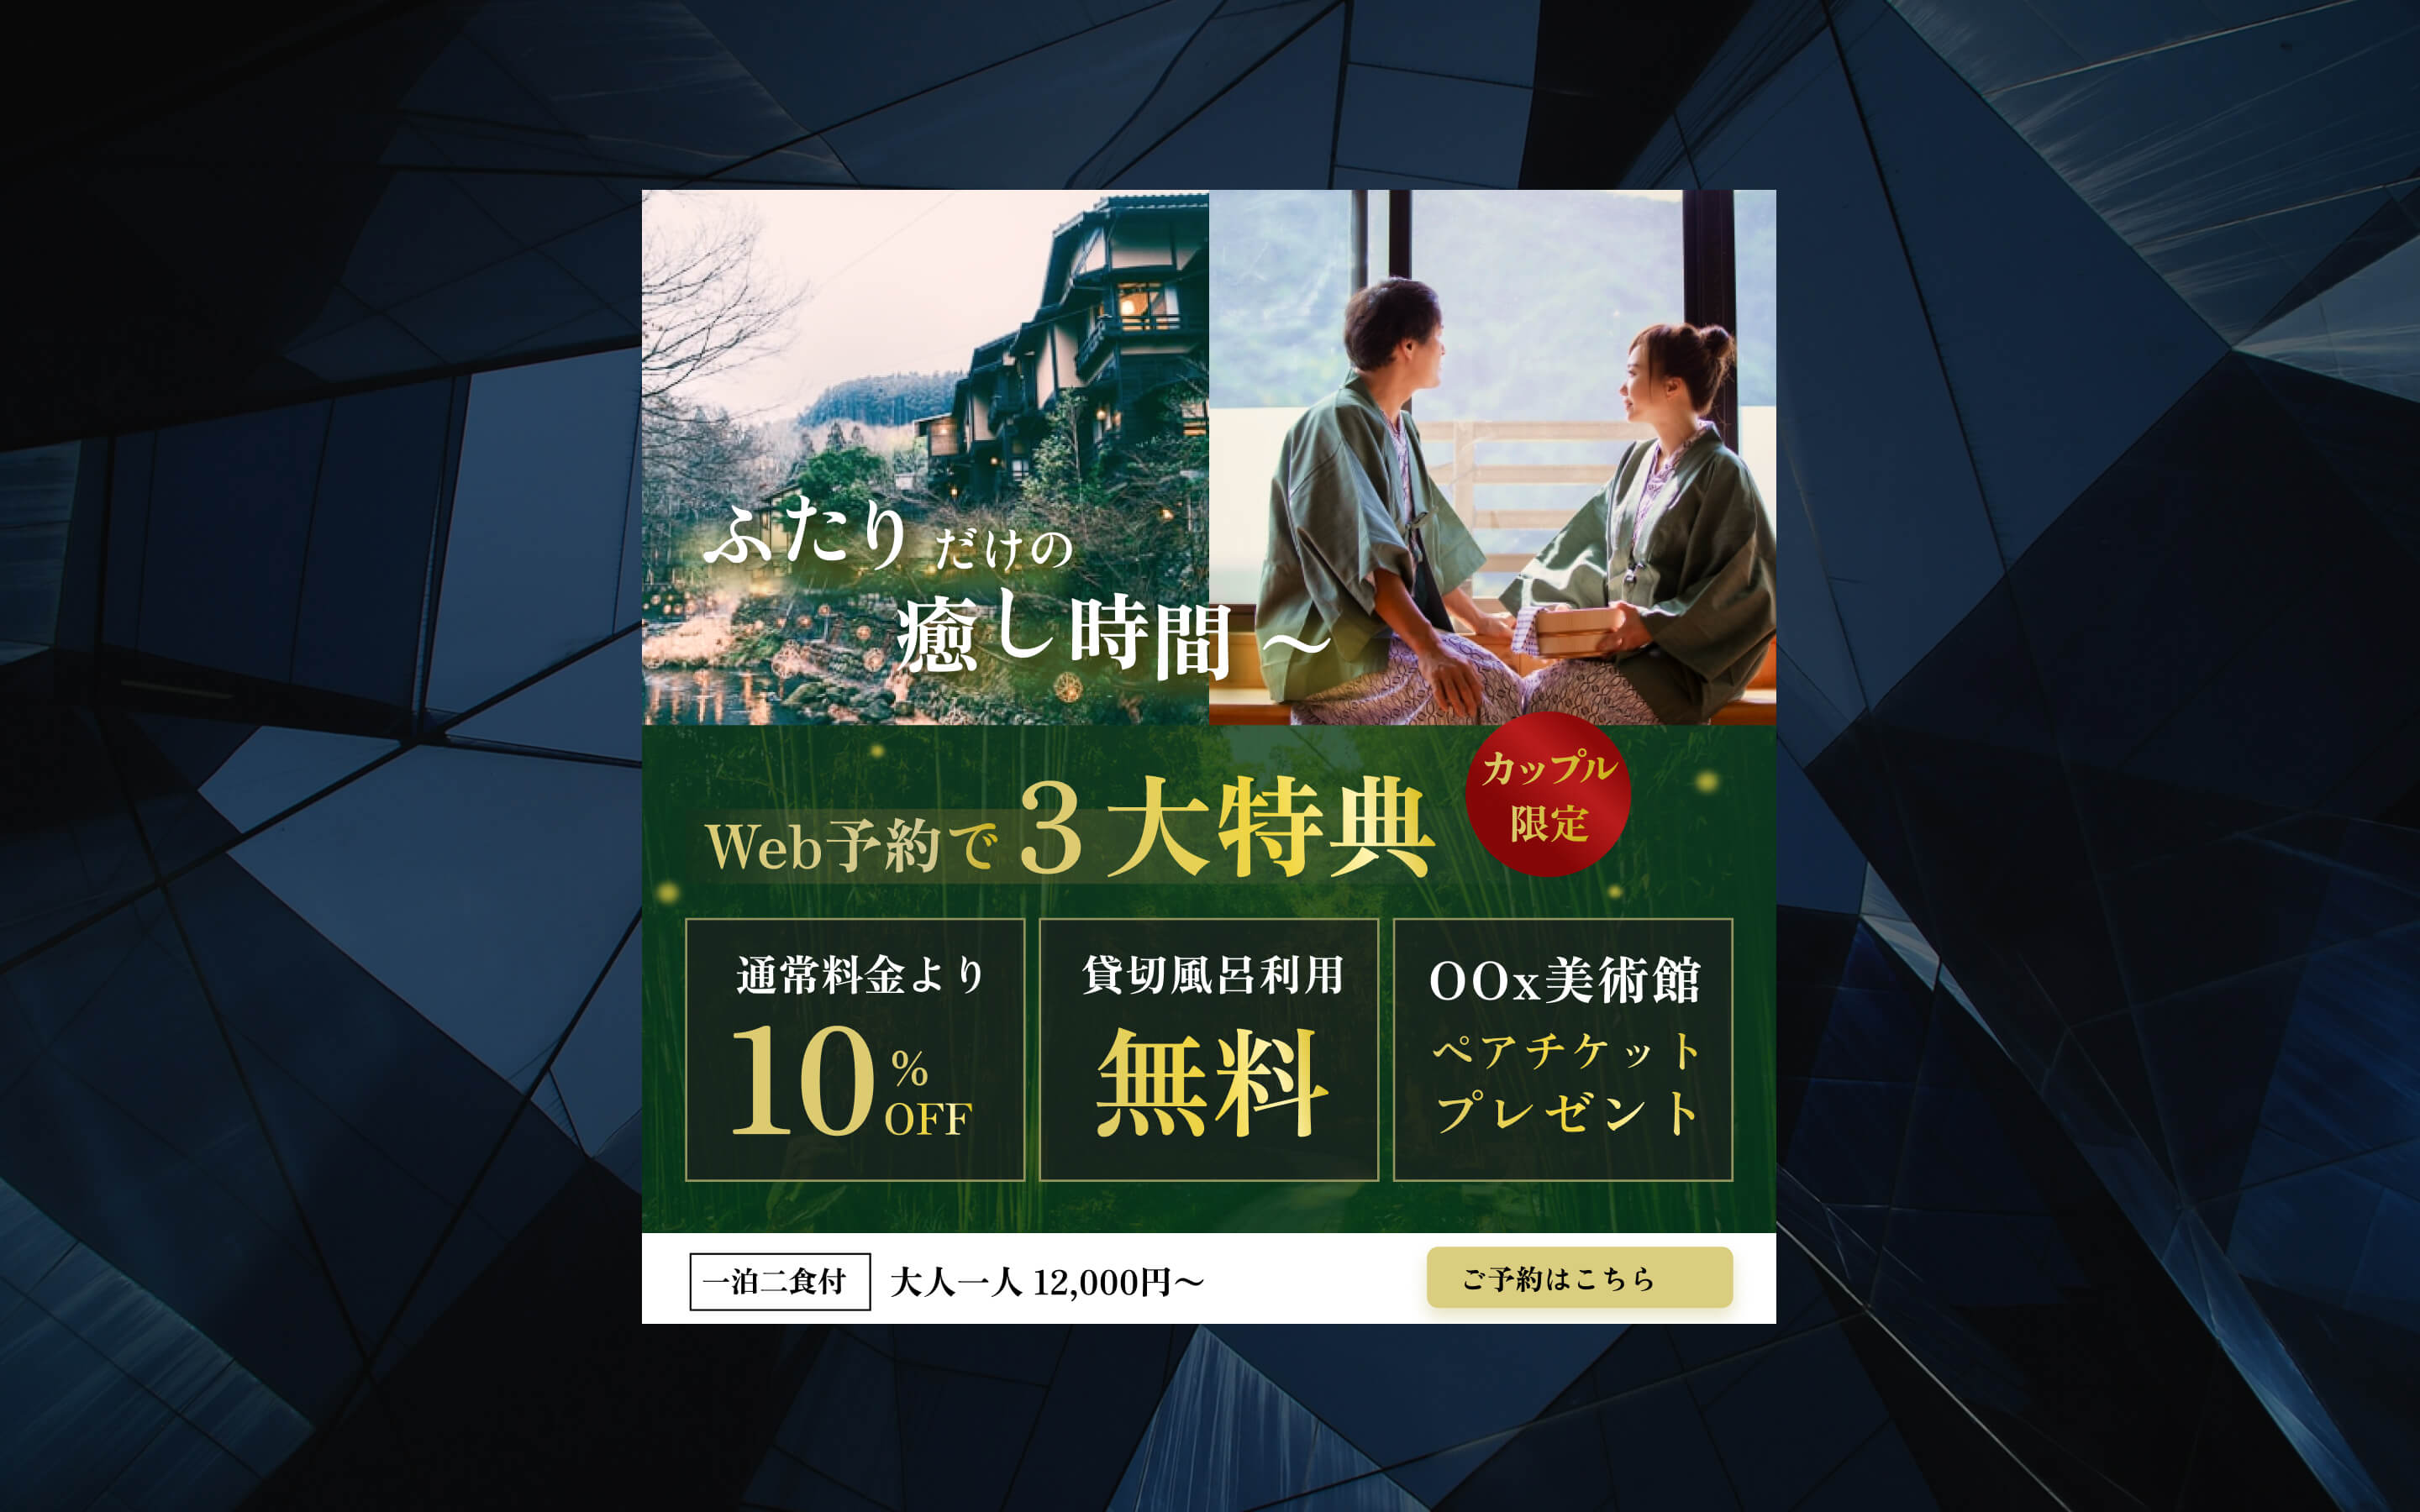 ふたりだけの
癒し時間～
Web予約で3大特典
カップル
限定
通常料金より
10%
OFF
貸切風呂利用
無料
OOx美術館
ペアチケット
プレゼント
一泊二食付
大人一人 12,000円～
ご予約はこちら